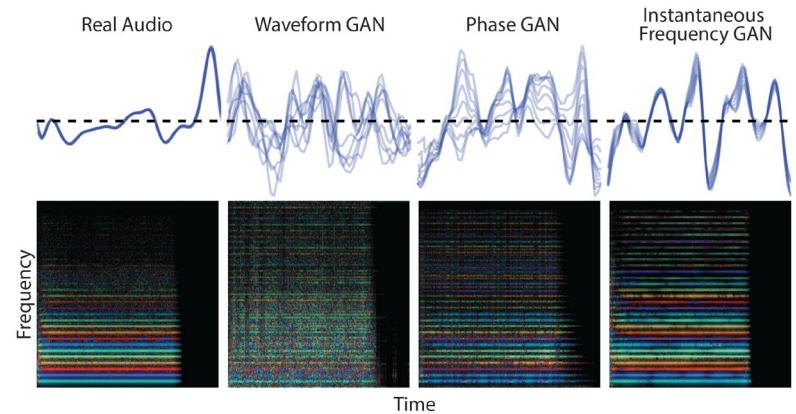 Real Audio
Waveform GAN
Phase GAN
Instantaneous
Frequency GAN
Frequency
Time